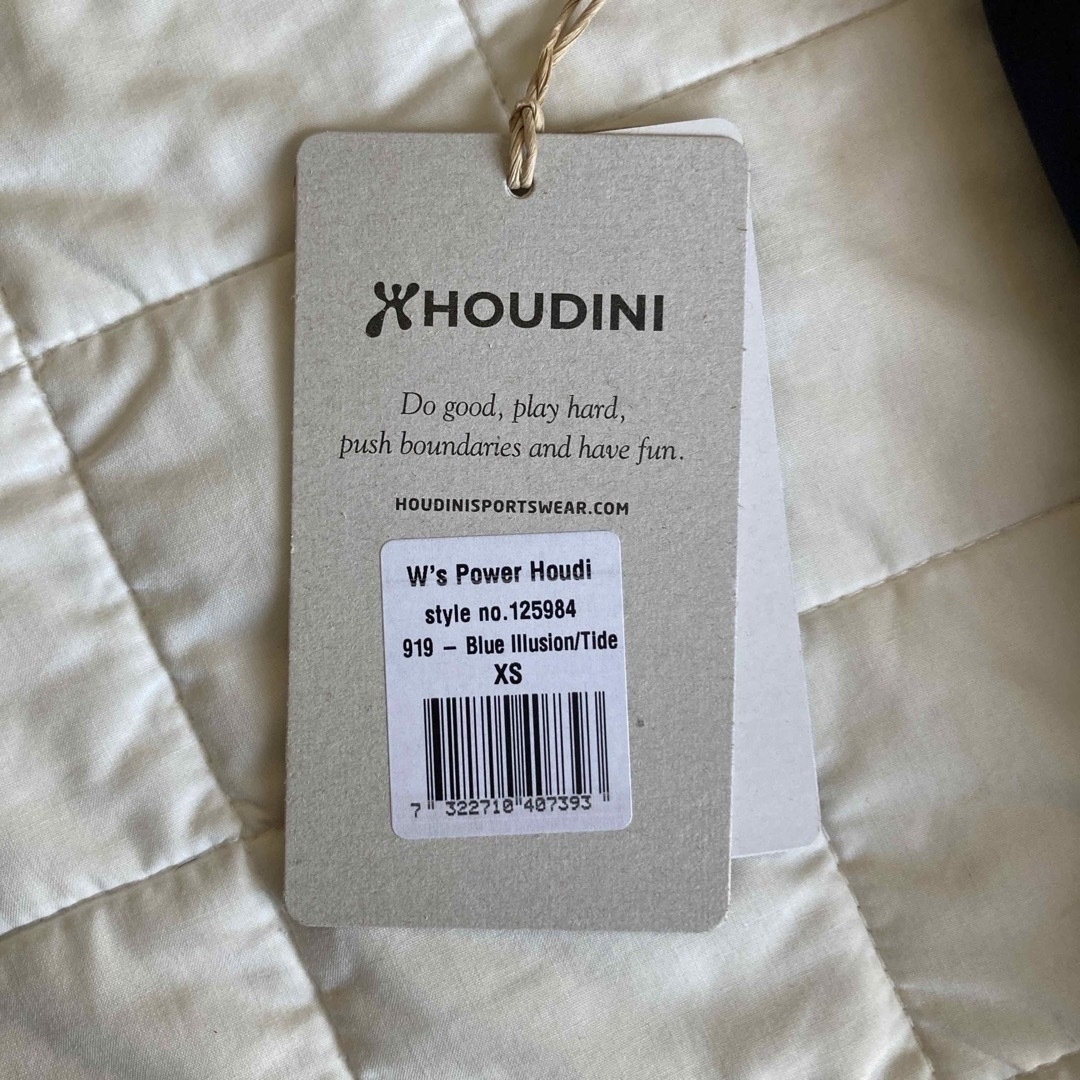 HOUDINI
Do good, play hard,
push boundaries and have fun.
HOUDINISPORTSWEAR.COM
W's Power Houdi
style no.125984
919 – Blue Illusion/Tide
XS
7 322710 407393